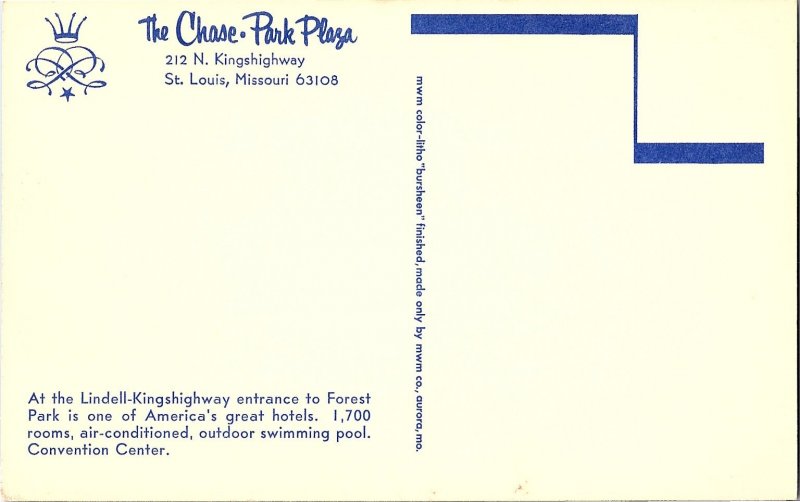 The Chase • Park Plaza
212 N. Kingshighway
St. Louis, Missouri 63108
mwm color-litho "bursheen" finished, made only by mwm co., aurora, mo.
At the Lindell-Kingshighway entrance to Forest
Park is one of America's great hotels. 1,700
rooms, air-conditioned, outdoor swimming pool.
Convention Center.